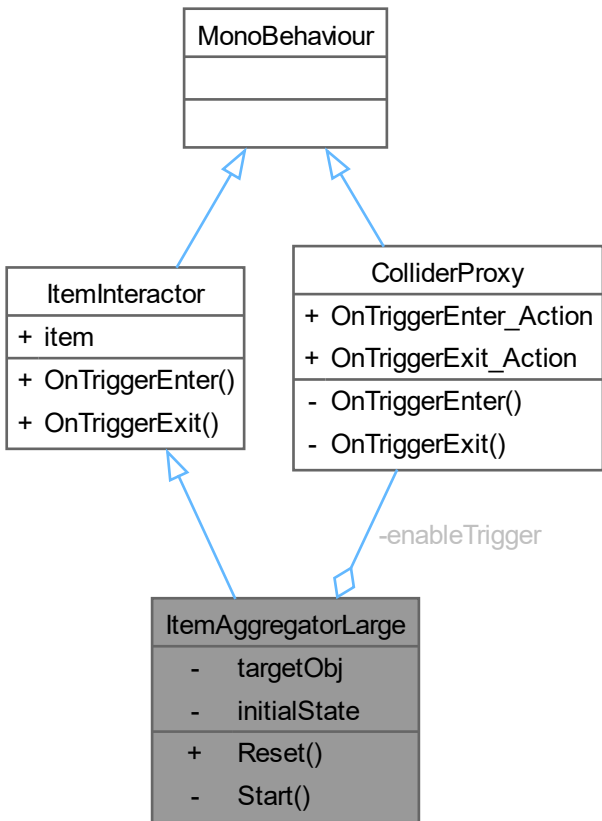 MonoBehaviour
ItemInteractor
+ item
+ OnTriggerEnter()
+ OnTriggerExit()
ColliderProxy
+ OnTriggerEnter_Action
+ OnTriggerExit_Action
- OnTriggerEnter()
- OnTriggerExit()
-enableTrigger
ItemAggregatorLarge
- targetObj
- initialState
+ Reset()
- Start()